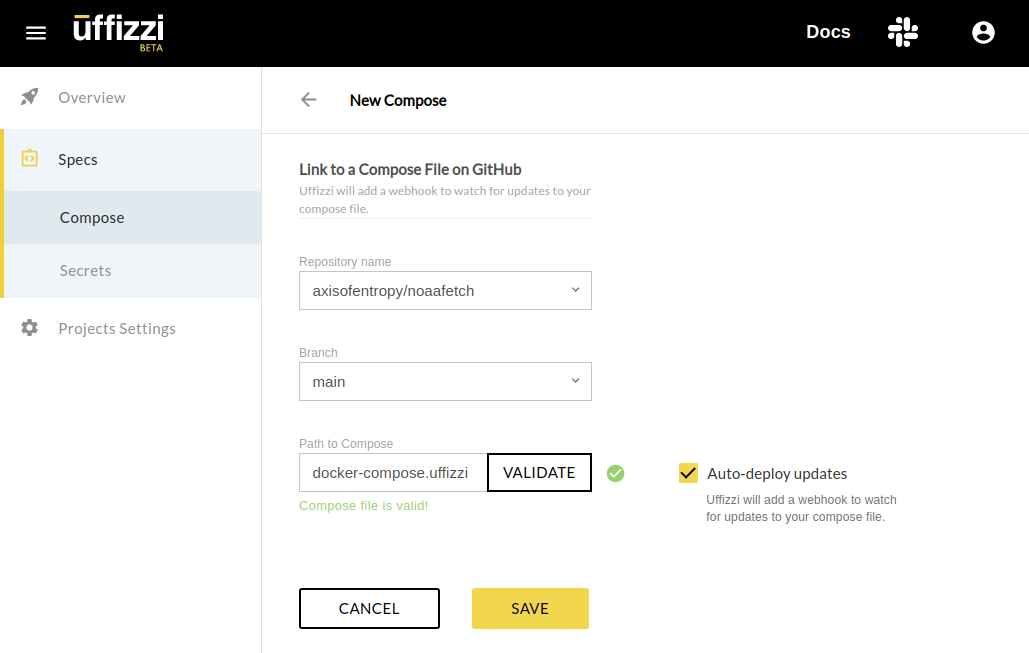 uffizzi
BETA
Docs
Overview
New Compose
Specs
Compose
Secrets
Projects Settings
Link to a Compose File on GitHub
Uffizzi will add a webhook to watch for updates to your
compose file.
Repository name
axisofentropy/noaafetch
Branch
main
Path to Compose
docker-compose.uffizzi
VALIDATE
Compose file is valid!
Auto-deploy updates
Uffizzi will add a webhook to watch
for updates to your compose file.
CANCEL
SAVE